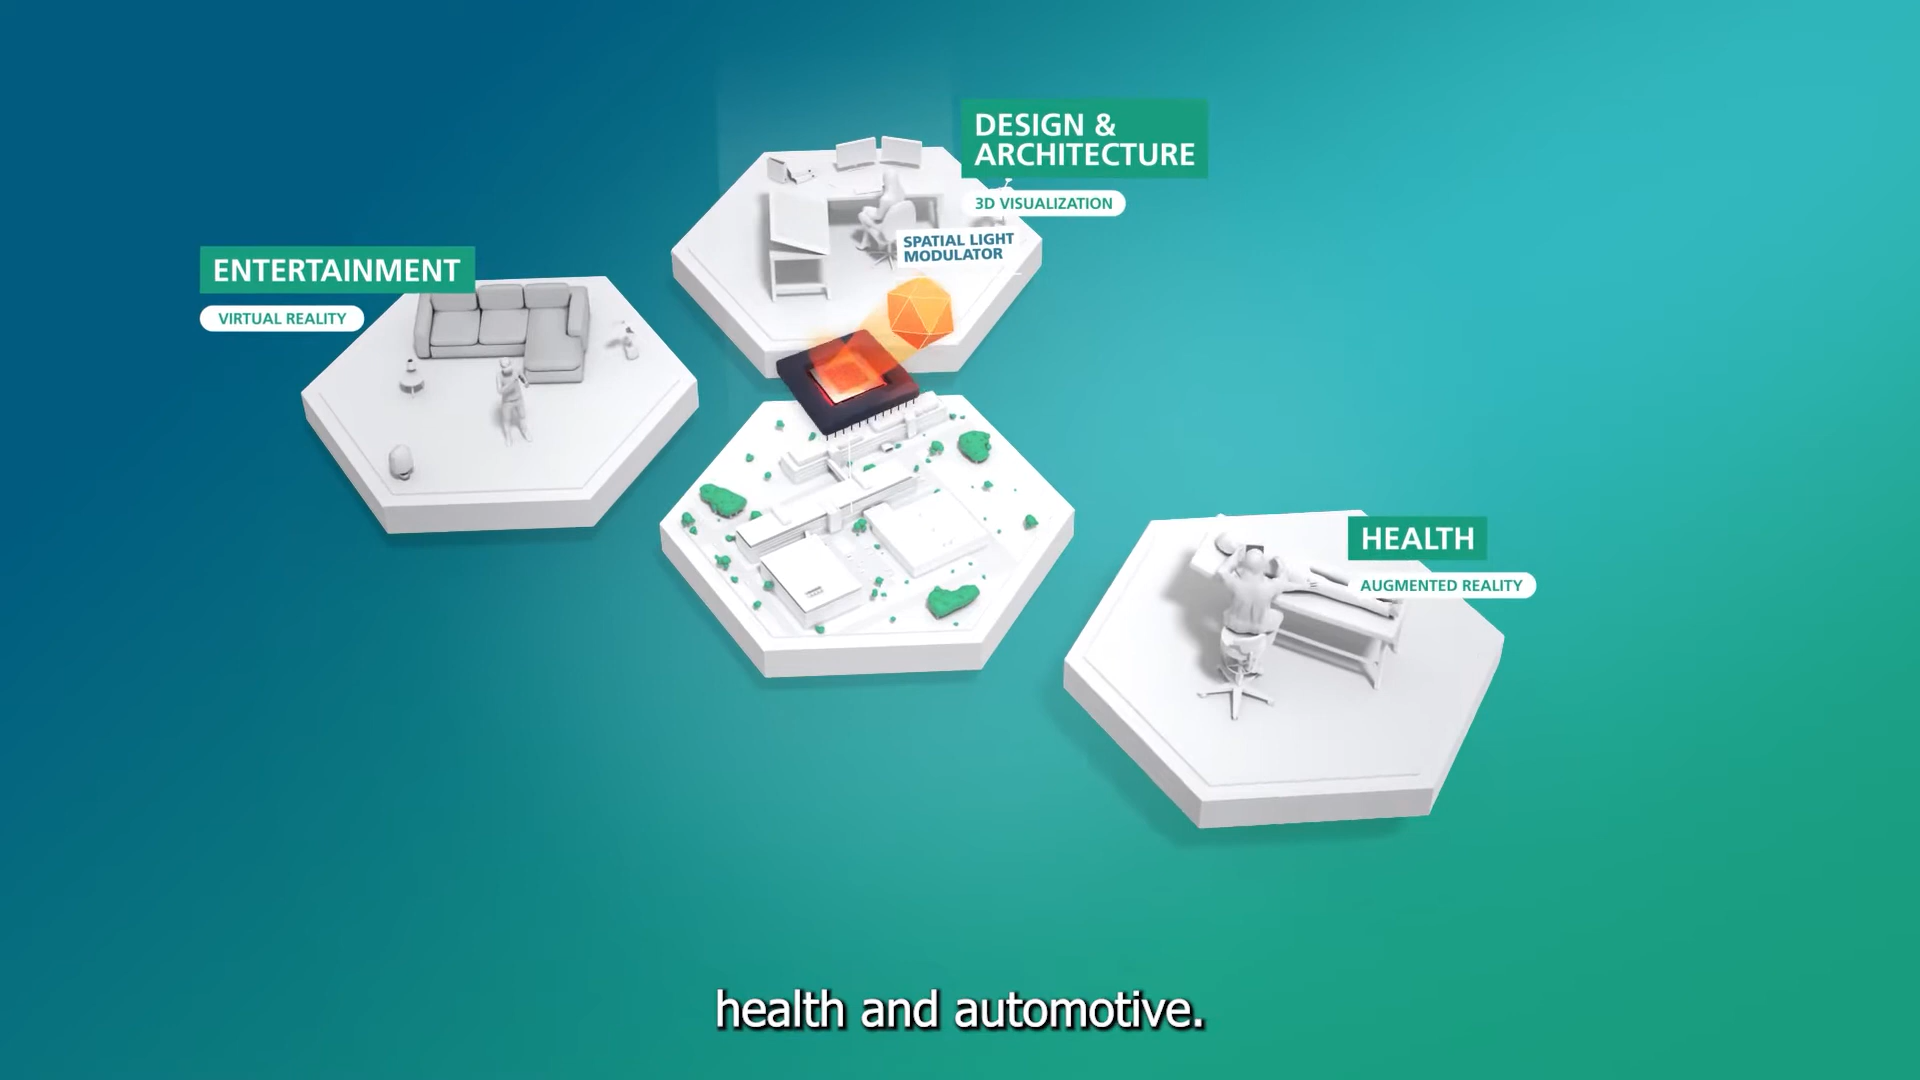 DESIGN &
ARCHITECTURE
3D VISUALIZATION
SPATIAL LIGHT
MODULATOR
ENTERTAINMENT
VIRTUAL REALITY
HEALTH
AUGMENTED REALITY
health and automotive.